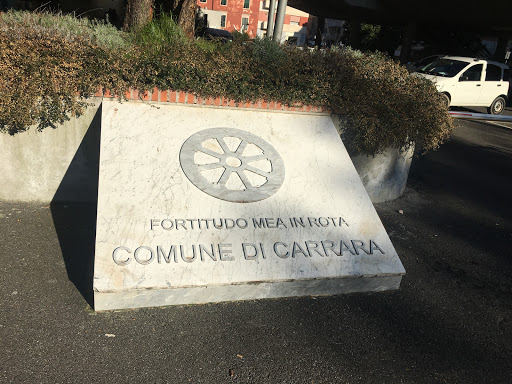 FORTITUDO MEA IN ROTA
COMUNE DI CARRARA